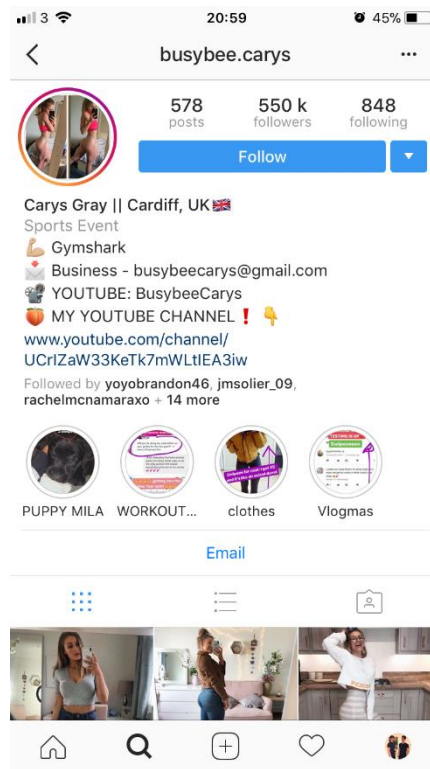 3 20:59 45%
busybee.carys
578 550 k 848
posts followers following
Follow
Carys Gray || Cardiff, UK🇬🇧
Sports Event
💪🏼 Gymshark
📩 Business - busybeecarys@gmail.com
📽 YOUTUBE: BusybeeCarys
🍑 MY YOUTUBE CHANNEL❗👇🏼
www.youtube.com/channel/
UCrIZaW33KeTk7mWLtIEA3iw
Followed by yoyobrandon46, jmsolier_09,
rachelmcnamaraxo + 14 more
PUPPY MILA WORKOUT... clothes Vlogmas
Email